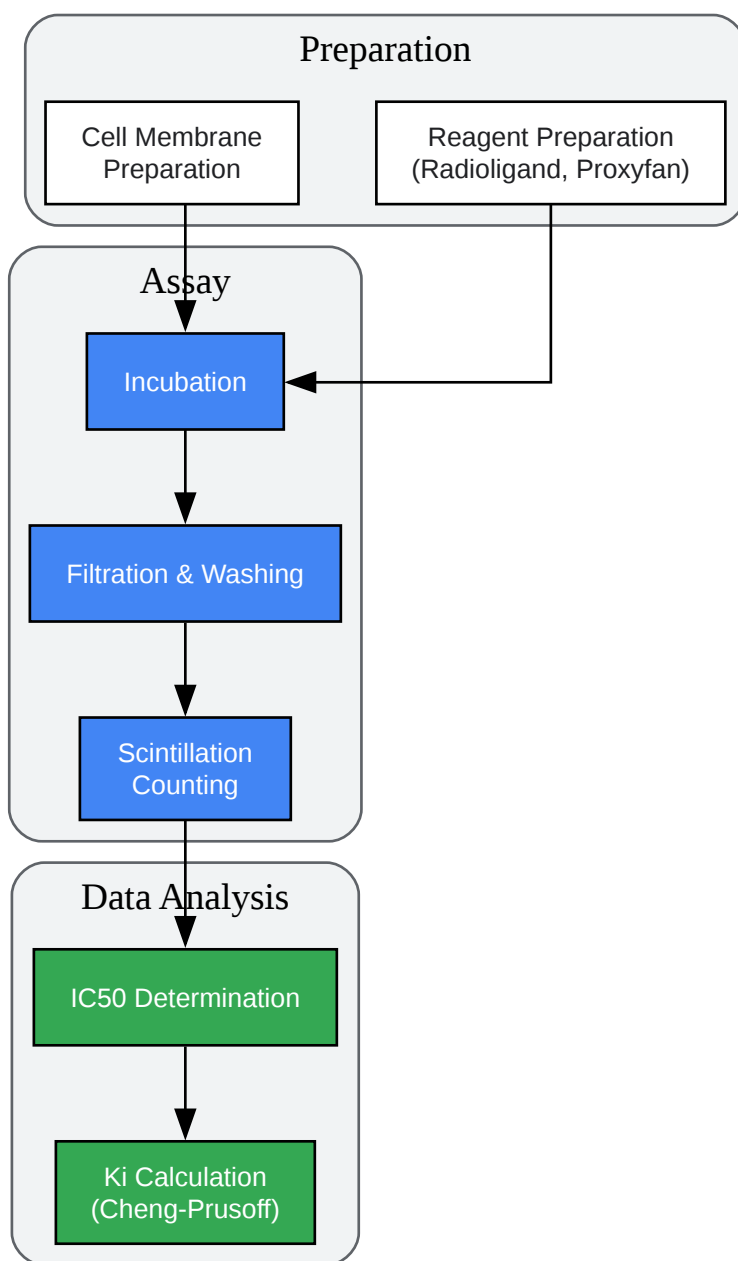 Preparation
Cell Membrane
Preparation
Reagent Preparation
(Radioligand, Proxyfan)
Assay
Incubation
Filtration & Washing
Scintillation
Counting
Data Analysis
IC50 Determination
Ki Calculation
(Cheng-Prusoff)